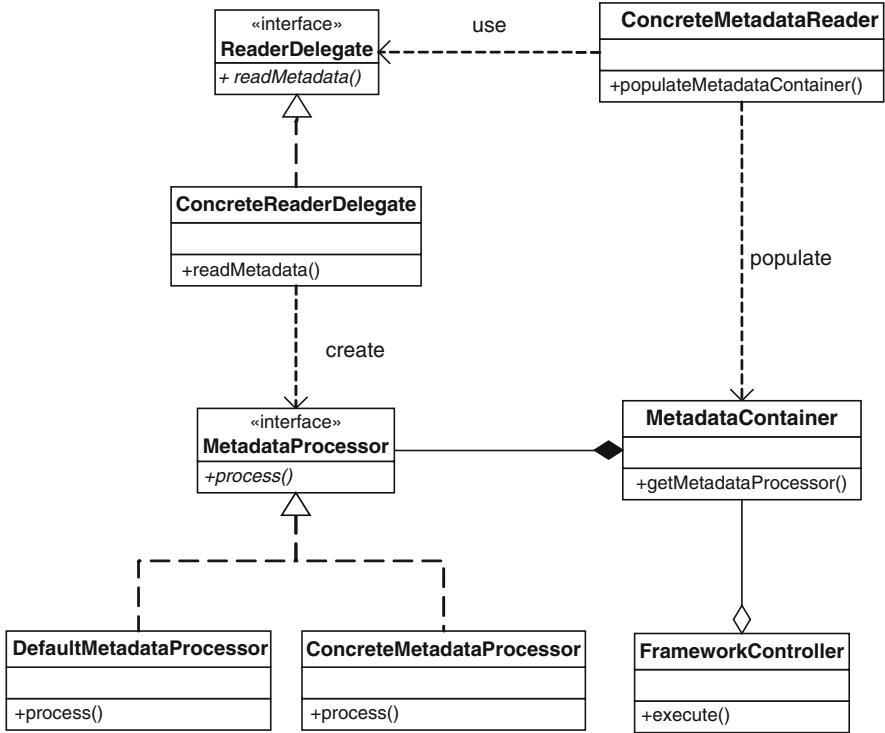 «interface»
ReaderDelegate
+ readMetadata()
use
ConcreteMetadataReader
+populateMetadataContainer()
ConcreteReaderDelegate
+readMetadata()
populate
create
«interface»
MetadataProcessor
+process()
MetadataContainer
+getMetadataProcessor()
DefaultMetadataProcessor
+process()
ConcreteMetadataProcessor
+process()
FrameworkController
+execute()